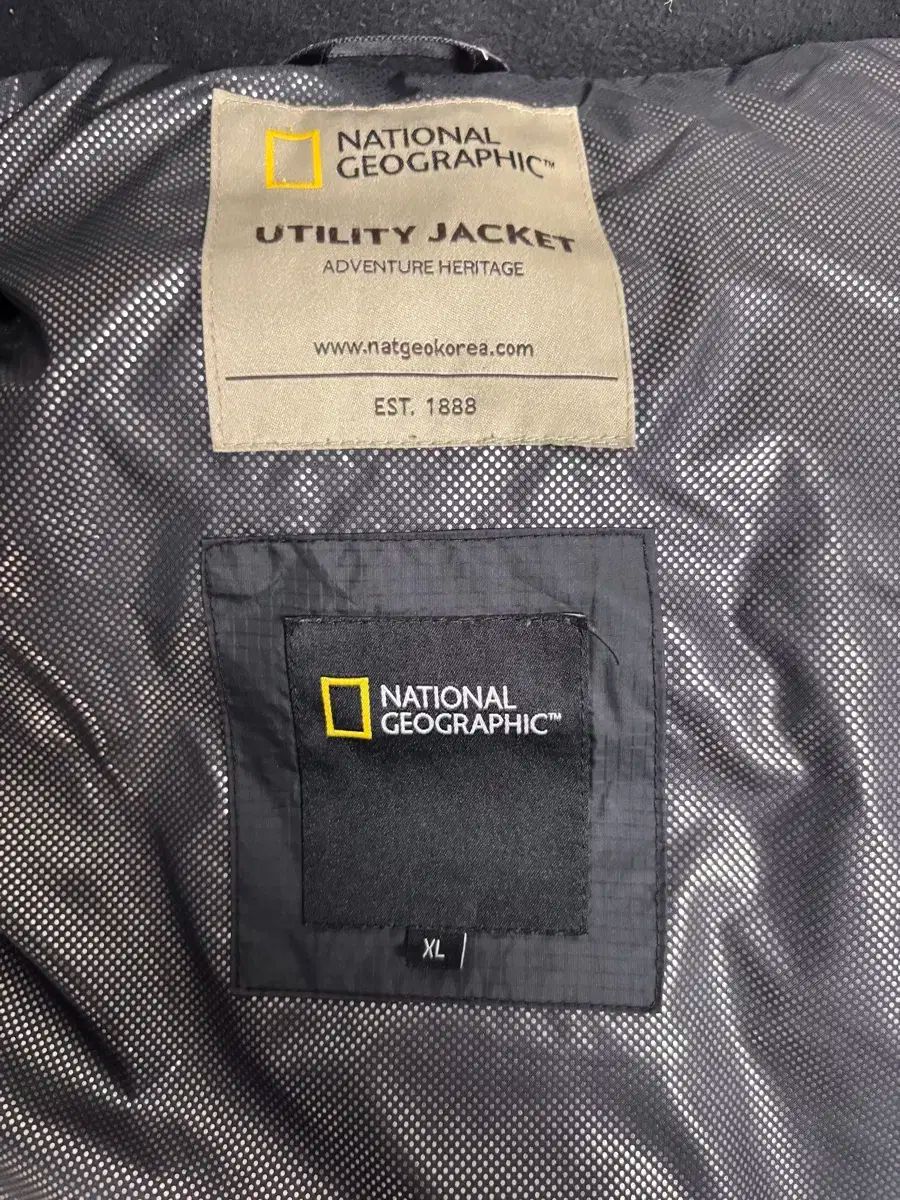 NATIONAL
GEOGRAPHIC™
UTILITY JACKET
ADVENTURE HERITAGE
www.natgeokorea.com
EST. 1888
NATIONAL
GEOGRAPHIC™
XL